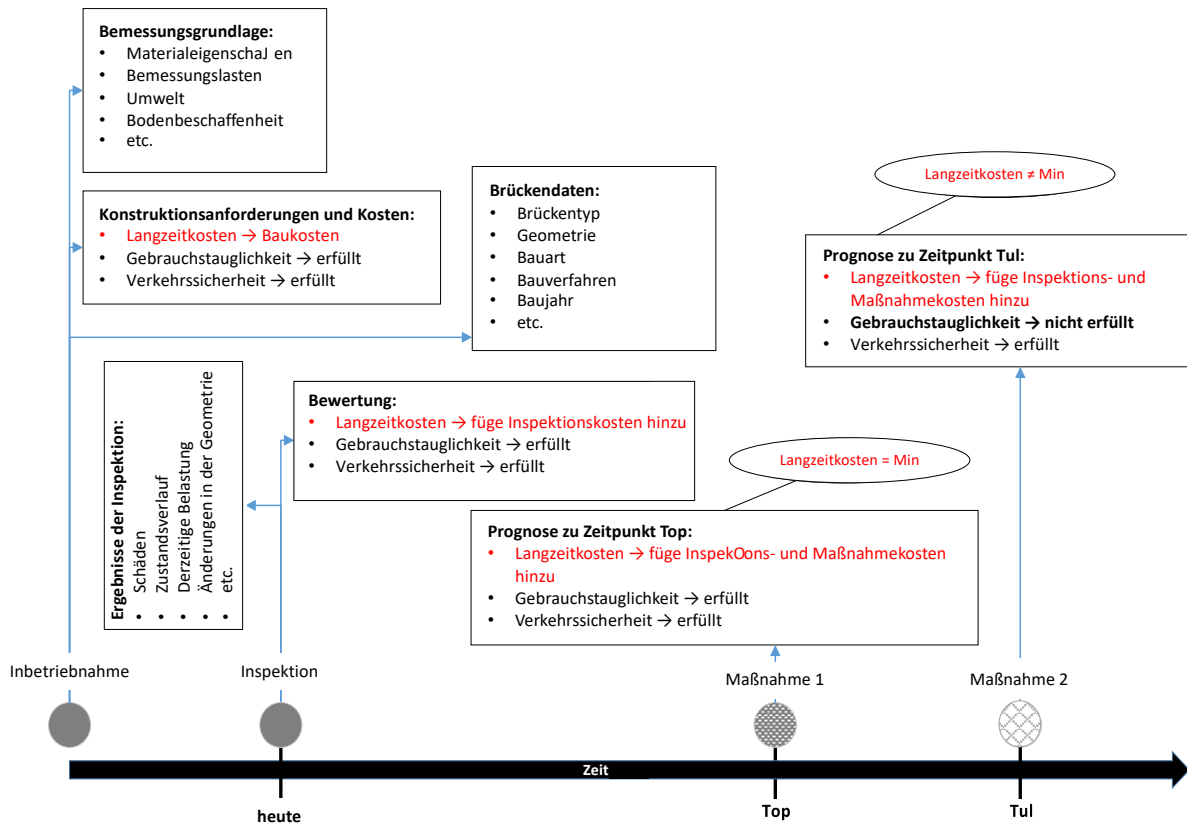 Bemessungsgrundlage:
• MaterialeigenschaJ en
• Bemessungslasten
• Umwelt
• Bodenbeschaffenheit
• etc.
Konstruktionsanforderungen und Kosten:
• Langzeitkosten → Baukosten
• Gebrauchstauglichkeit → erfüllt
• Verkehrssicherheit → erfüllt
Brückendaten:
• Brückentyp
• Geometrie
• Bauart
• Bauverfahren
• Baujahr
• etc.
Langzeitkosten ≠ Min
Prognose zu Zeitpunkt Tul:
• Langzeitkosten → füge Inspektions- und
Maßnahmekosten hinzu
• Gebrauchstauglichkeit → nicht erfüllt
• Verkehrssicherheit → erfüllt
Ergebnisse der Inspektion:
• Schäden
• Zustandsverlauf
• Derzeitige Belastung
• Änderungen in der Geometrie
• etc.
Bewertung:
• Langzeitkosten → füge Inspektionskosten hinzu
• Gebrauchstauglichkeit → erfüllt
• Verkehrssicherheit → erfüllt
Langzeitkosten = Min
Prognose zu Zeitpunkt Top:
• Langzeitkosten → füge InspekOons- und Maßnahmekosten
hinzu
• Gebrauchstauglichkeit → erfüllt
• Verkehrssicherheit → erfüllt
Inbetriebnahme
Inspektion
Maßnahme 1
Maßnahme 2
Zeit
heute
Top
Tul